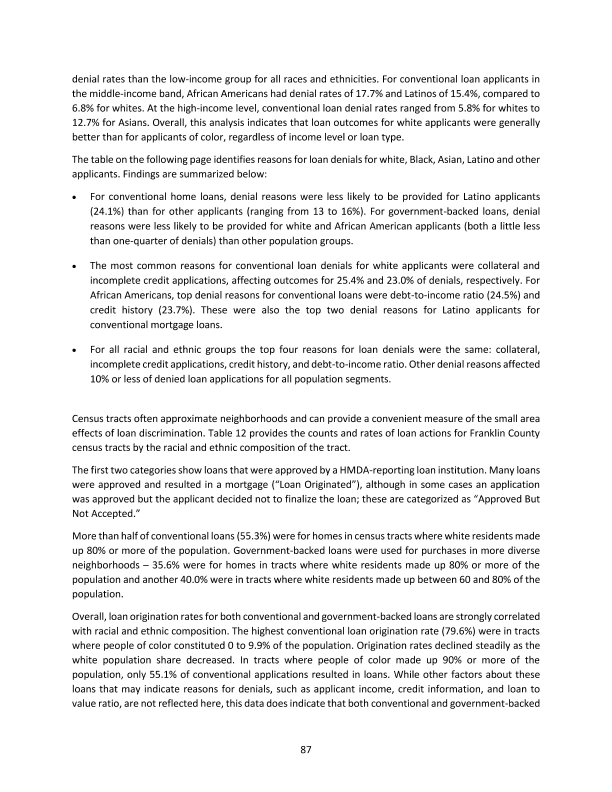 denial rates than the low-income group for all races and ethnicities. For conventional loan applicants in
the middle-income band, African Americans had denial rates of 17.7% and Latinos of 15.4%, compared to
6.8% for whites. At the high-income level, conventional loan denial rates ranged from 5.8% for whites to
12.7% for Asians. Overall, this analysis indicates that loan outcomes for white applicants were generally
better than for applicants of color, regardless of income level or loan type.
The table on the following page identifies reasons for loan denials for white, Black, Asian, Latino and other
applicants. Findings are summarized below:
• For conventional home loans, denial reasons were less likely to be provided for Latino applicants
(24.1%) than for other applicants (ranging from 13 to 16%). For government-backed loans, denial
reasons were less likely to be provided for white and African American applicants (both a little less
than one-quarter of denials) than other population groups.
• The most common reasons for conventional loan denials for white applicants were collateral and
incomplete credit applications, affecting outcomes for 25.4% and 23.0% of denials, respectively. For
African Americans, top denial reasons for conventional loans were debt-to-income ratio (24.5%) and
credit history (23.7%). These were also the top two denial reasons for Latino applicants for
conventional mortgage loans.
• For all racial and ethnic groups the top four reasons for loan denials were the same: collateral,
incomplete credit applications, credit history, and debt-to-income ratio. Other denial reasons affected
10% or less of denied loan applications for all population segments.
Census tracts often approximate neighborhoods and can provide a convenient measure of the small area
effects of loan discrimination. Table 12 provides the counts and rates of loan actions for Franklin County
census tracts by the racial and ethnic composition of the tract.
The first two categories show loans that were approved by a HMDA-reporting loan institution. Many loans
were approved and resulted in a mortgage (“Loan Originated”), although in some cases an application
was approved but the applicant decided not to finalize the loan; these are categorized as “Approved But
Not Accepted.”
More than half of conventional loans (55.3%) were for homes in census tracts where white residents made
up 80% or more of the population. Government-backed loans were used for purchases in more diverse
neighborhoods – 35.6% were for homes in tracts where white residents made up 80% or more of the
population and another 40.0% were in tracts where white residents made up between 60 and 80% of the
population.
Overall, loan origination rates for both conventional and government-backed loans are strongly correlated
with racial and ethnic composition. The highest conventional loan origination rate (79.6%) were in tracts
where people of color constituted 0 to 9.9% of the population. Origination rates declined steadily as the
white population share decreased. In tracts where people of color made up 90% or more of the
population, only 55.1% of conventional applications resulted in loans. While other factors about these
loans that may indicate reasons for denials, such as applicant income, credit information, and loan to
value ratio, are not reflected here, this data does indicate that both conventional and government-backed
87